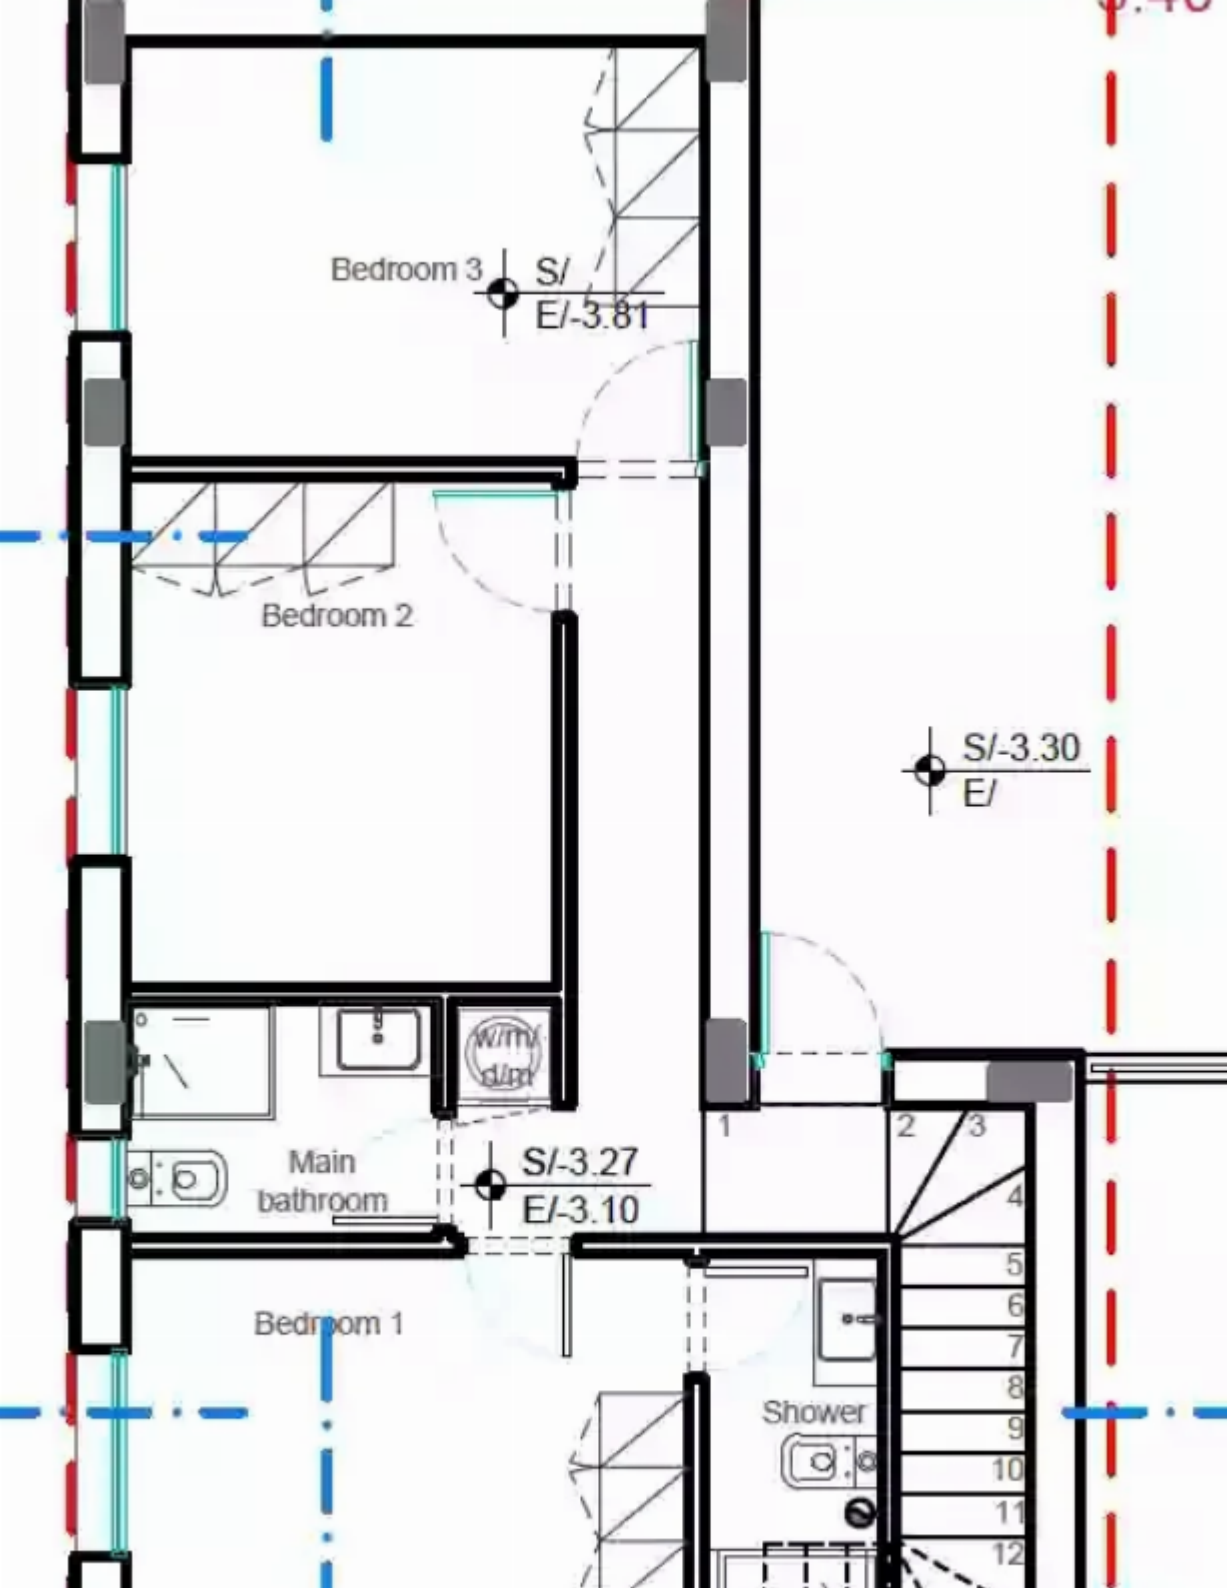 Bedroom 3
S/
E/-3.81
Bedroom 2
S/-3.30
E/
w/m/
d/m
1
2
3
4
Main
bathroom
S/-3.27
E/-3.10
5
6
7
8
9
10
11
12
Bedroom 1
Shower